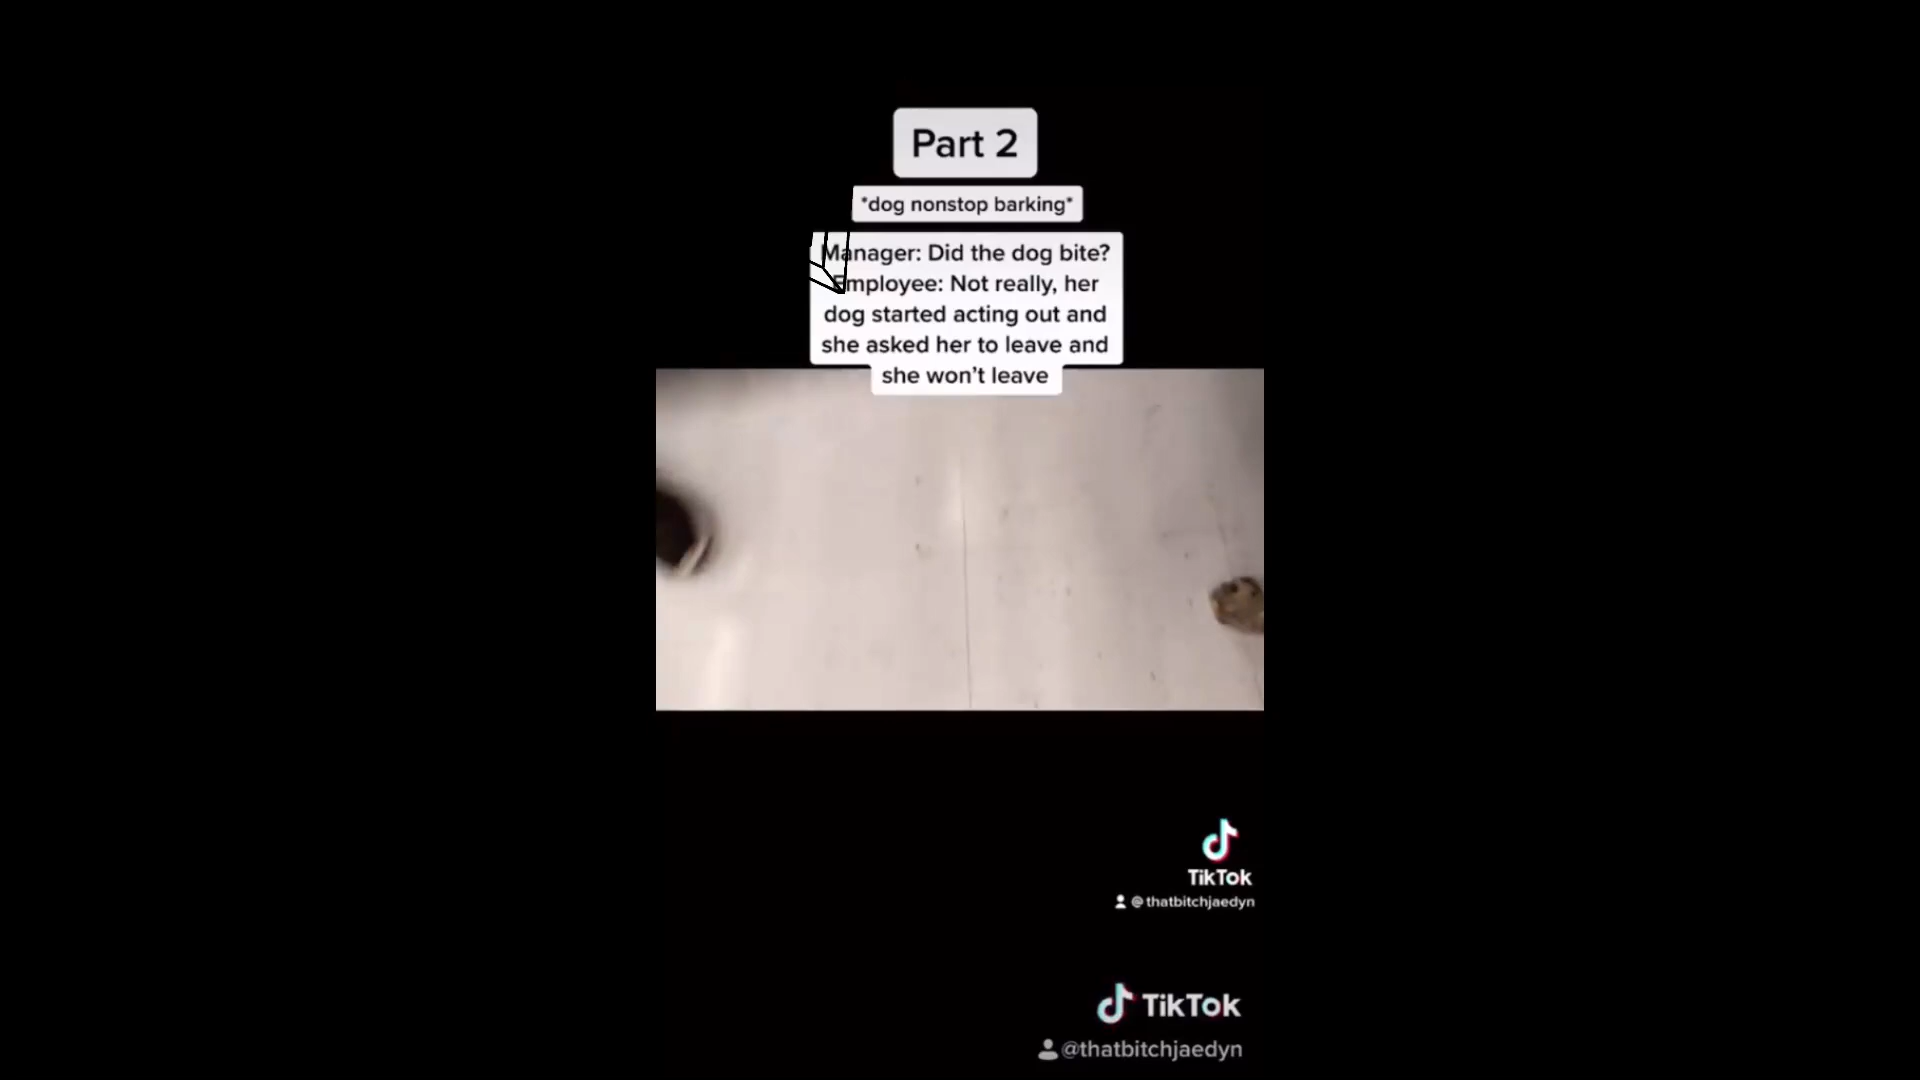 Part 2
*dog nonstop barking*
Manager: Did the dog bite?
Employee: Not really, her
dog started acting out and
she asked her to leave and
she won't leave
TikTok
@thatbitchjaedyn
TikTok
@thatbitchjaedyn